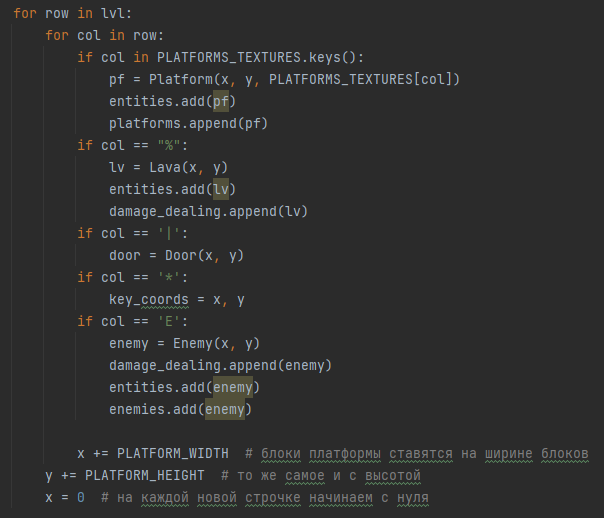 for row in lvl:
    for col in row:
        if col in PLATFORMS_TEXTURES.keys():
            pf = Platform(x, y, PLATFORMS_TEXTURES[col])
            entities.add(pf)
            platforms.append(pf)
        if col == "%":
            lv = Lava(x, y)
            entities.add(lv)
            damage_dealing.append(lv)
        if col == '|':
            door = Door(x, y)
        if col == '*':
            key_coords = x, y
        if col == 'E':
            enemy = Enemy(x, y)
            damage_dealing.append(enemy)
            entities.add(enemy)
            enemies.add(enemy)

        x += PLATFORM_WIDTH  # блоки платформы ставятся на ширине блоков
    y += PLATFORM_HEIGHT  # то же самое и с высотой
    x = 0  # на каждой новой строчке начинаем с нуля